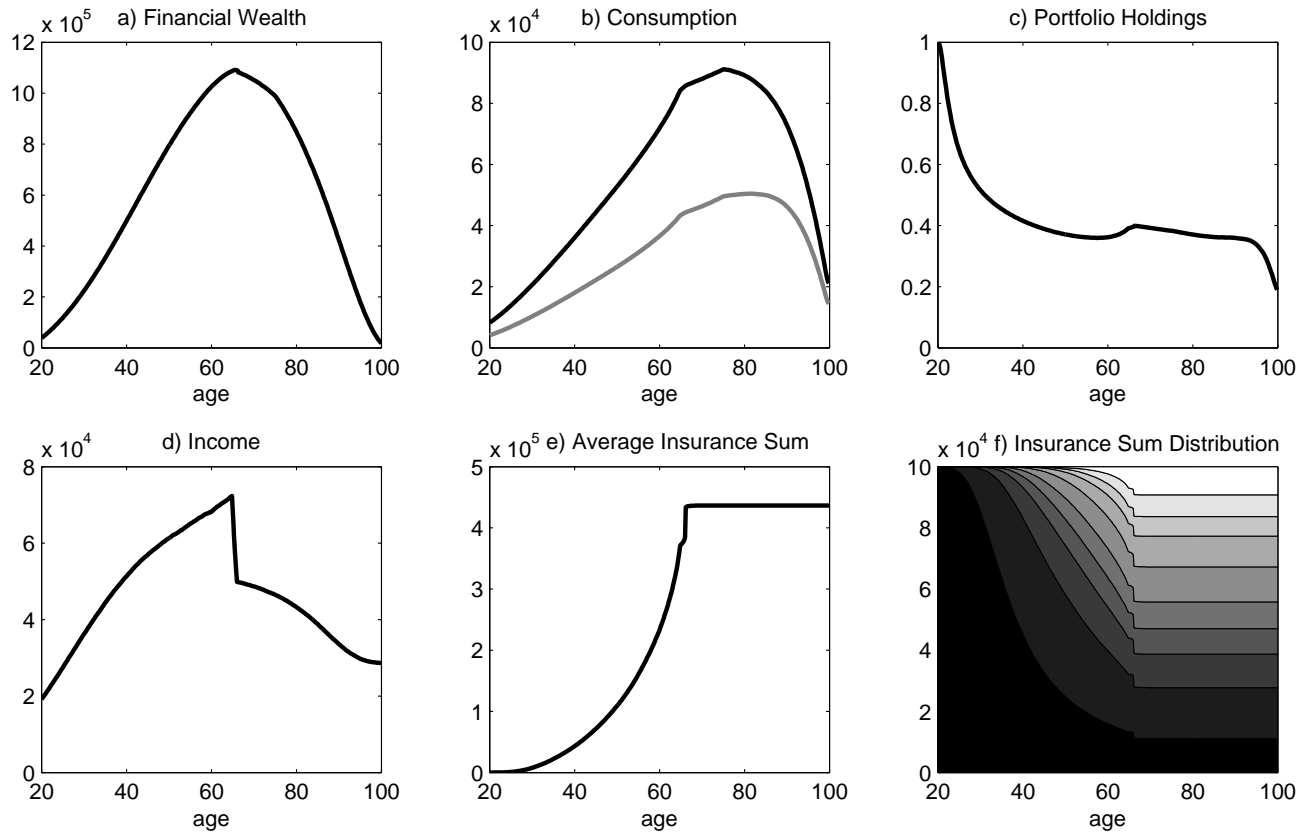 a) Financial Wealth
x 10^5
12
10
8
6
4
2
0
20 40 60 80 100
age
b) Consumption
x 10^4
10
8
6
4
2
0
20 40 60 80 100
age
c) Portfolio Holdings
1
0.8
0.6
0.4
0.2
0
20 40 60 80 100
age
d) Income
x 10^4
8
6
4
2
0
20 40 60 80 100
age
x 10^5 e) Average Insurance Sum
5
4
3
2
1
0
20 40 60 80 100
age
x 10^4 f) Insurance Sum Distribution
10
8
6
4
2
0
20 40 60 80 100
age